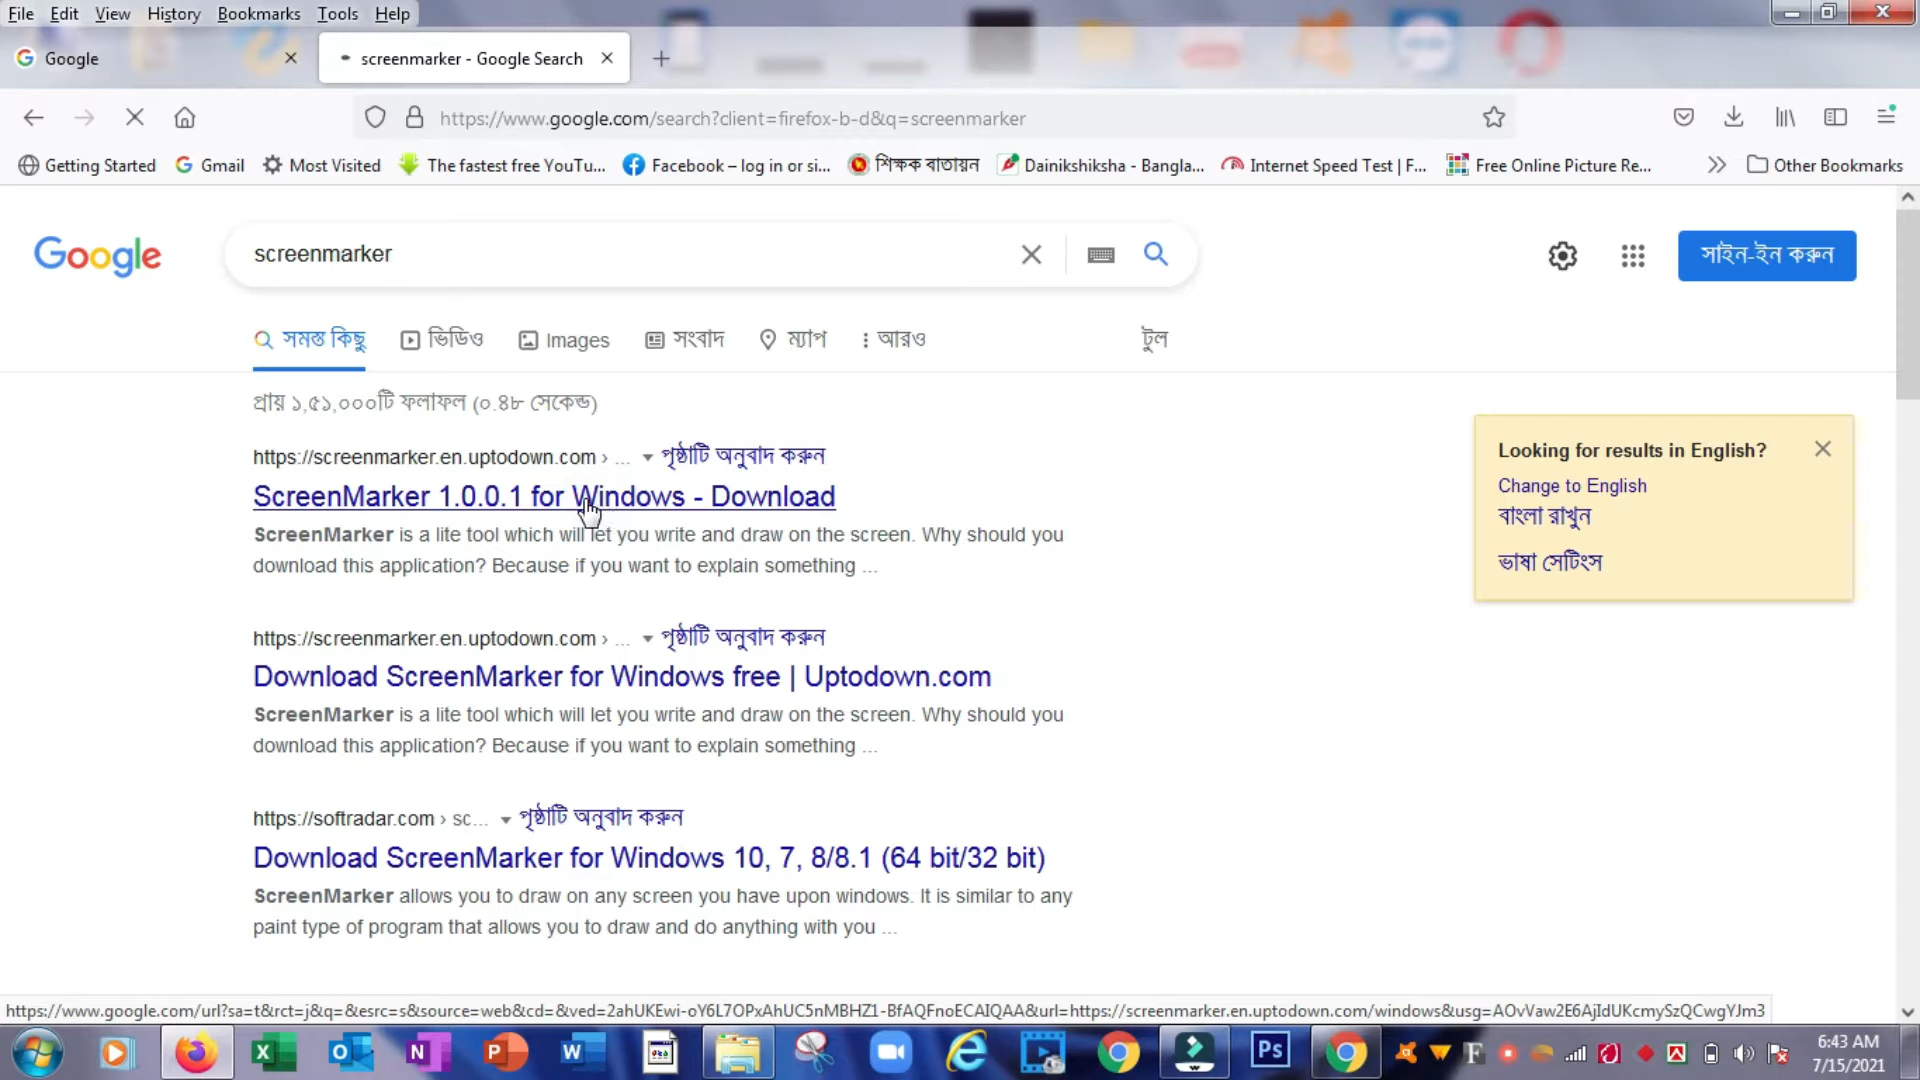 File Edit View History Bookmarks Tools Help
Google screenmarker - Google Search
https://www.google.com/search?client=firefox-b-d&q=screenmarker
Getting Started Gmail Most Visited The fastest free YouTu... Facebook – log in or si... শিক্ষক বাতায়ন Dainikshiksha - Bangla... Internet Speed Test | F... Free Online Picture Re... Other Bookmarks
Google screenmarker সাইন-ইন করুন
সমস্ত কিছু ভিডিও Images সংবাদ ম্যাপ আরও টুল
প্রায় ১,৫১,০০০টি ফলাফল (০.৪৮ সেকেন্ড)
https://screenmarker.en.uptodown.com › ... পৃষ্ঠাটি অনুবাদ করুন
ScreenMarker 1.0.0.1 for Windows - Download
ScreenMarker is a lite tool which will let you write and draw on the screen. Why should you
download this application? Because if you want to explain something ...
https://screenmarker.en.uptodown.com › ... পৃষ্ঠাটি অনুবাদ করুন
Download ScreenMarker for Windows free | Uptodown.com
ScreenMarker is a lite tool which will let you write and draw on the screen. Why should you
download this application? Because if you want to explain something ...
https://softradar.com › sc... পৃষ্ঠাটি অনুবাদ করুন
Download ScreenMarker for Windows 10, 7, 8/8.1 (64 bit/32 bit)
ScreenMarker allows you to draw on any screen you have upon windows. It is similar to any
paint type of program that allows you to draw and do anything with you ...
Looking for results in English?
Change to English
বাংলা রাখুন
ভাষা সেটিংস
https://www.google.com/url?sa=t&rct=j&q=&esrc=s&source=web&cd=&ved=2ahUKEwi-oY6L7OPxAhUC5nMBHZ1-BfAQFnoECAIQAA&url=https://screenmarker.en.uptodown.com/windows&usg=AOvVaw2E6AjIdUKcmySzQCwgYJm3
6:43 AM
7/15/2021